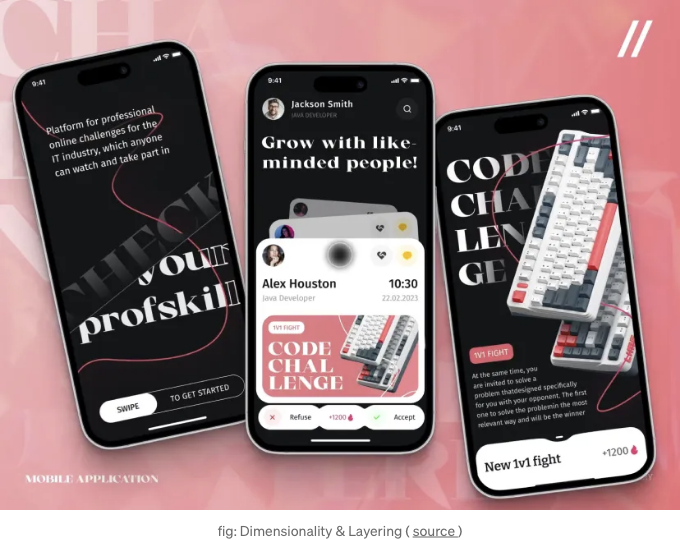 9:41
Platform for professional
online challenges for the
IT industry, which anyone
can watch and take part in
CHECK
your
profskill
SWIPE
TO GET STARTED
9:41
Jackson Smith
JAVA DEVELOPER
Grow with like-
minded people!
Alex Houston
10:30
Java Developer
22.02.2023
1V1 FIGHT
CODE
CHAL
LENGE
Refuse
+1200
Accept
9:41
CODE
CHA
LEN
GE
1V1 FIGHT
At the same time, you
are invited to solve a
problem thatdesigned specifically
for you with your opponent. The first
one to solve the problemin the most
relevant way and will be the winner
New 1v1 fight
+1200
MOBILE APPLICATION
fig: Dimensionality & Layering ( source )